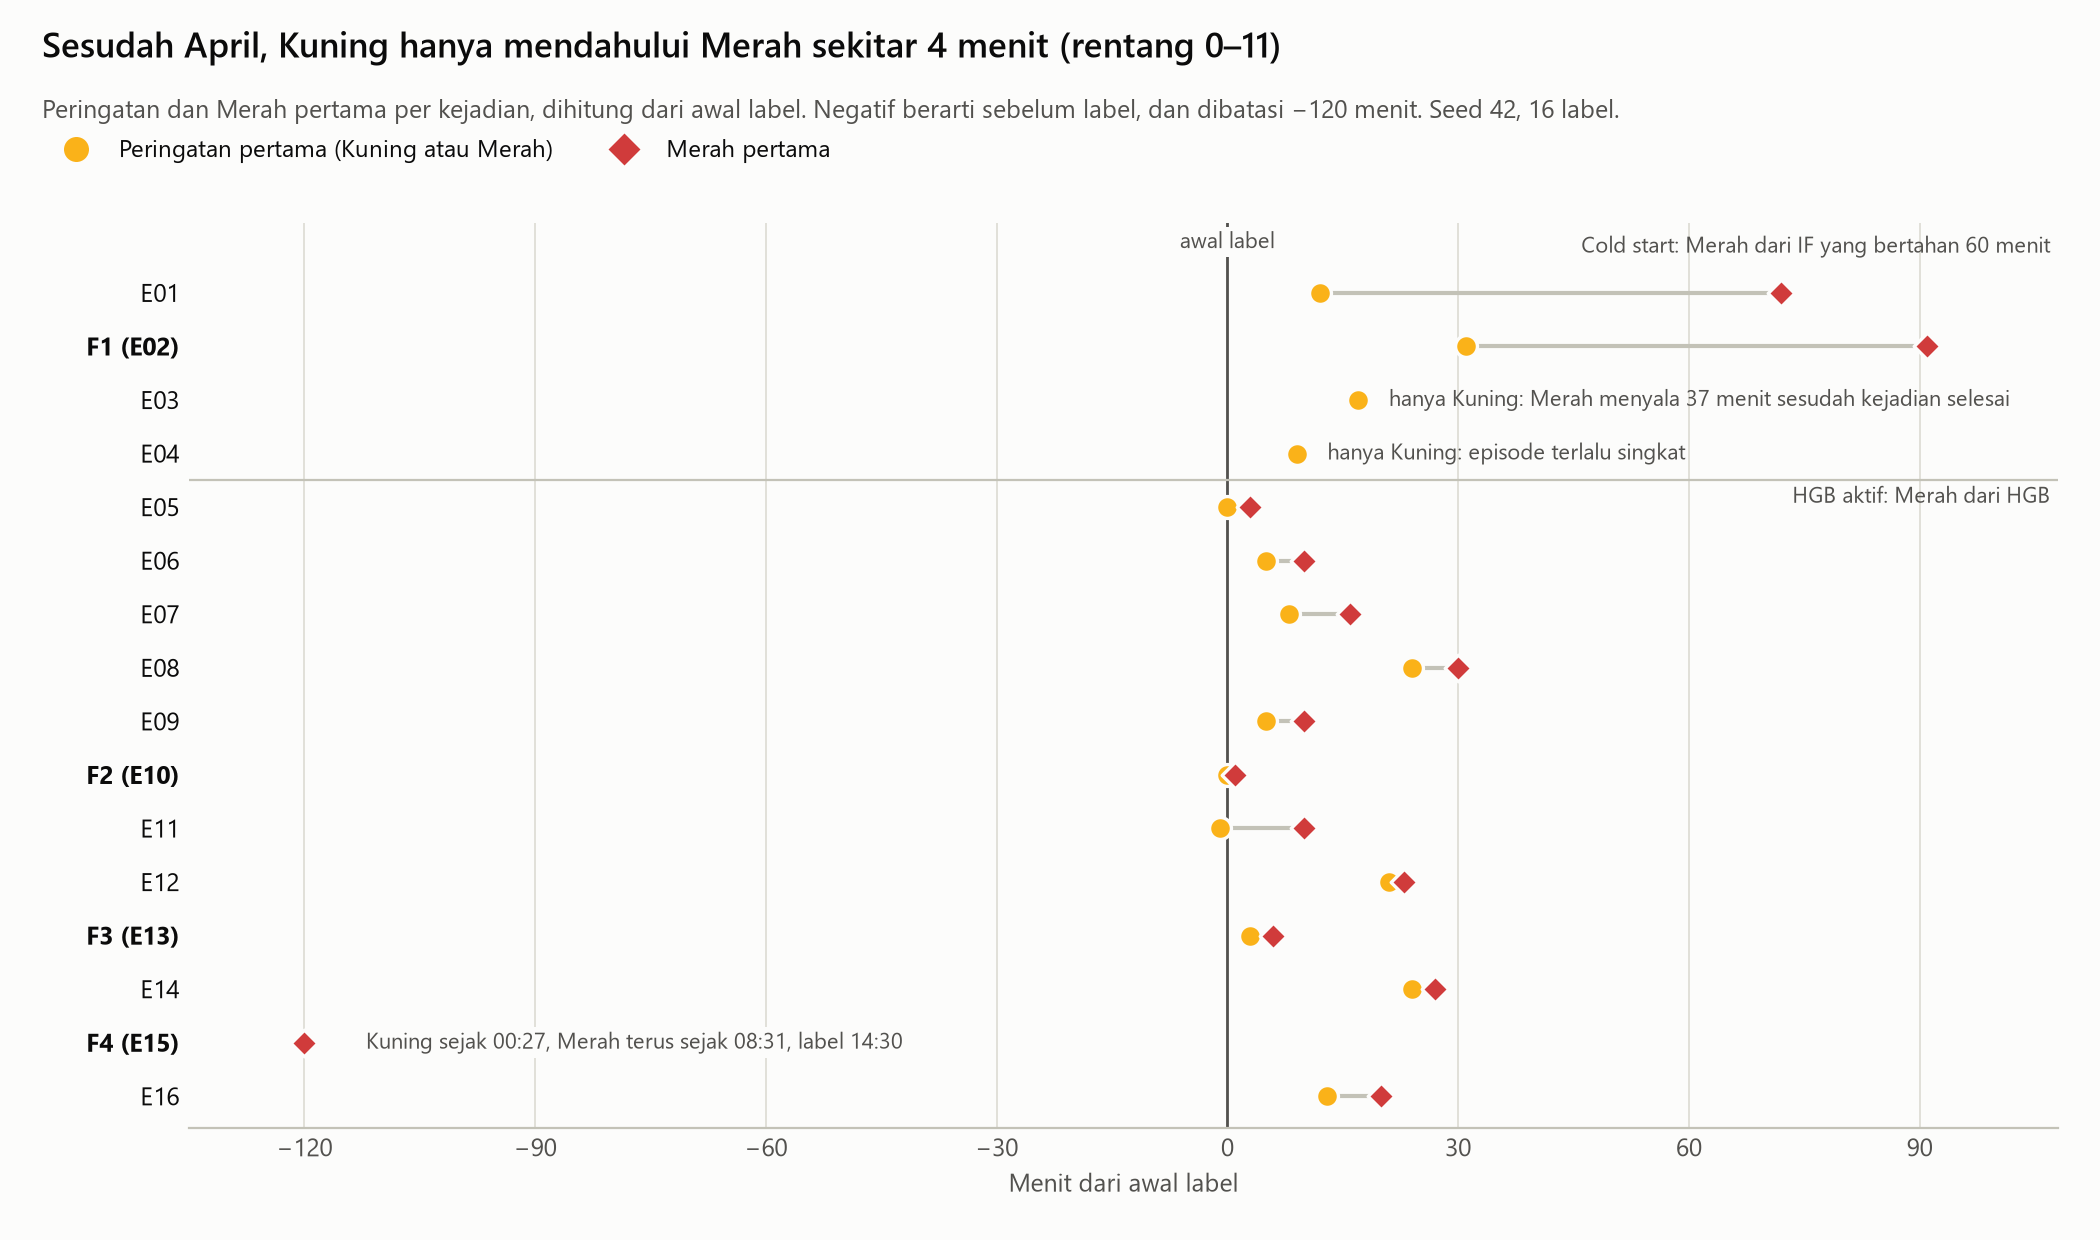 Sesudah April, Kuning hanya mendahului Merah sekitar 4 menit (rentang 0–11)
Peringatan dan Merah pertama per kejadian, dihitung dari awal label. Negatif berarti sebelum label, dan dibatasi −120 menit. Seed 42, 16 label.
Peringatan pertama (Kuning atau Merah)
Merah pertama
awal label
Cold start: Merah dari IF yang bertahan 60 menit
E01
F1 (E02)
E03
hanya Kuning: Merah menyala 37 menit sesudah kejadian selesai
E04
hanya Kuning: episode terlalu singkat
HGB aktif: Merah dari HGB
E05
E06
E07
E08
E09
F2 (E10)
E11
E12
F3 (E13)
E14
F4 (E15)
Kuning sejak 00:27, Merah terus sejak 08:31, label 14:30
E16
−120
−90
−60
−30
0
30
60
90
Menit dari awal label